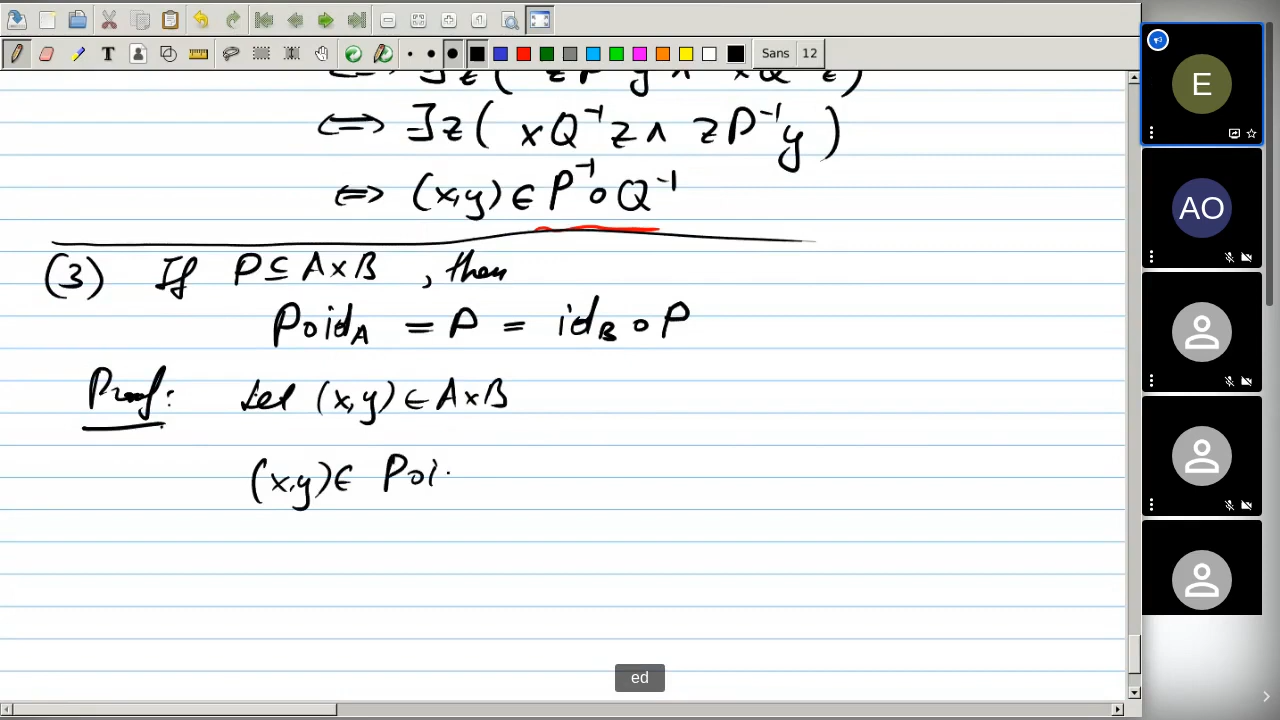 Sans 12
⟺ ∃z( xQ⁻¹z ∧ zP⁻¹y )
⟺ (x,y) ∈ P⁻¹∘Q⁻¹
(3) If P ⊆ A×B , then
P∘id_A = P = id_B∘P
Proof: Let (x,y) ∈ A×B
(x,y) ∈ P∘i
E
AO
ed